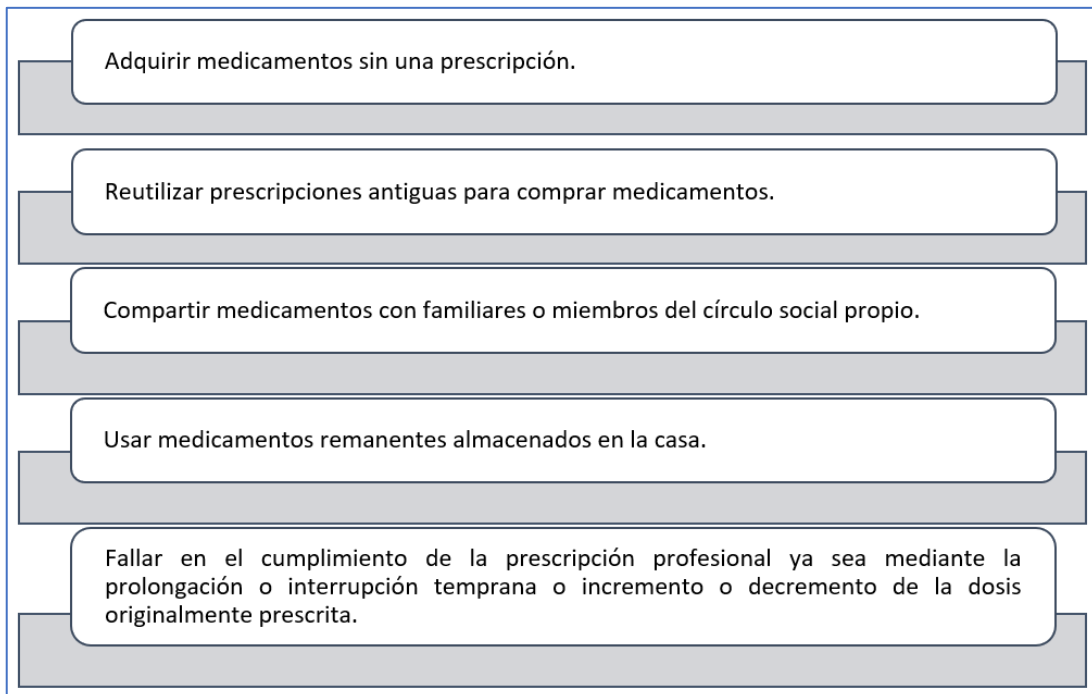 Adquirir medicamentos sin una prescripción.
Reutilizar prescripciones antiguas para comprar medicamentos.
Compartir medicamentos con familiares o miembros del círculo social propio.
Usar medicamentos remanentes almacenados en la casa.
Fallar en el cumplimiento de la prescripción profesional ya sea mediante la
prolongación o interrupción temprana o incremento o decremento de la dosis
originalmente prescrita.